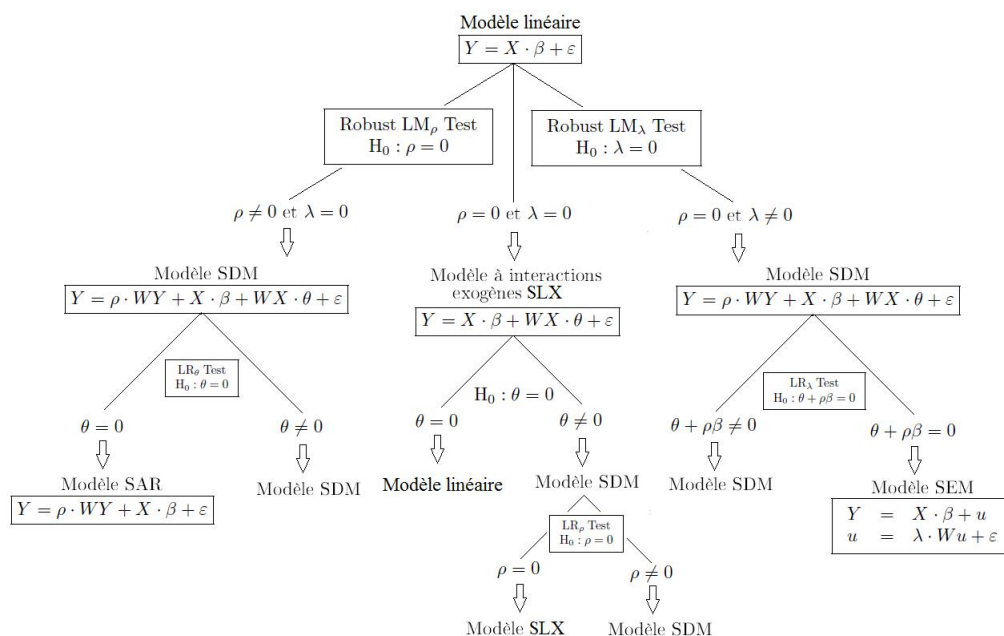 Modèle linéaire
Y = X · β + ε
Robust LMρ Test
H₀ : ρ = 0
Robust LMλ Test
H₀ : λ = 0
ρ ≠ 0 et λ = 0
ρ = 0 et λ = 0
ρ = 0 et λ ≠ 0
Modèle SDM
Y = ρ · WY + X · β + WX · θ + ε
Modèle à interactions
exogènes SLX
Y = X · β + WX · θ + ε
Modèle SDM
Y = ρ · WY + X · β + WX · θ + ε
LRθ Test
H₀ : θ = 0
H₀ : θ = 0
LRλ Test
H₀ : θ + ρβ = 0
θ = 0
θ ≠ 0
θ = 0
θ ≠ 0
θ + ρβ ≠ 0
θ + ρβ = 0
Modèle SAR
Y = ρ · WY + X · β + ε
Modèle SDM
Modèle linéaire
Modèle SDM
Modèle SDM
Modèle SEM
Y = X · β + u
u = λ · Wu + ε
LRρ Test
H₀ : ρ = 0
ρ = 0
ρ ≠ 0
Modèle SLX
Modèle SDM